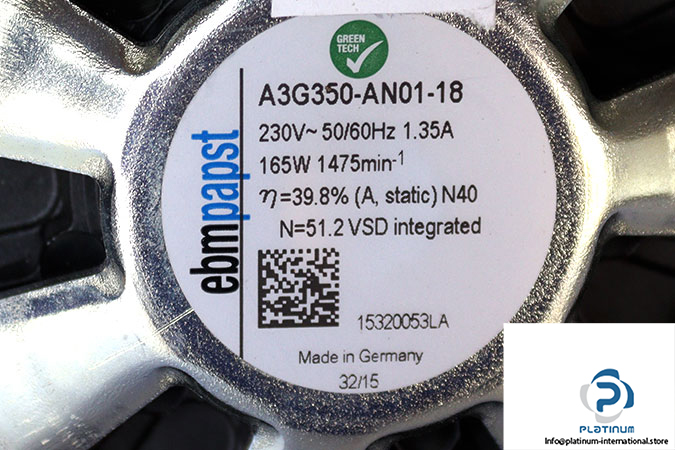 GREEN
TECH
A3G350-AN01-18
230V~ 50/60Hz 1.35A
165W 1475min-1
η=39.8% (A, static) N40
N=51.2 VSD integrated
ebmpapst
15320053LA
Made in Germany
32/15
PLATINUM
Info@platinum-international.store